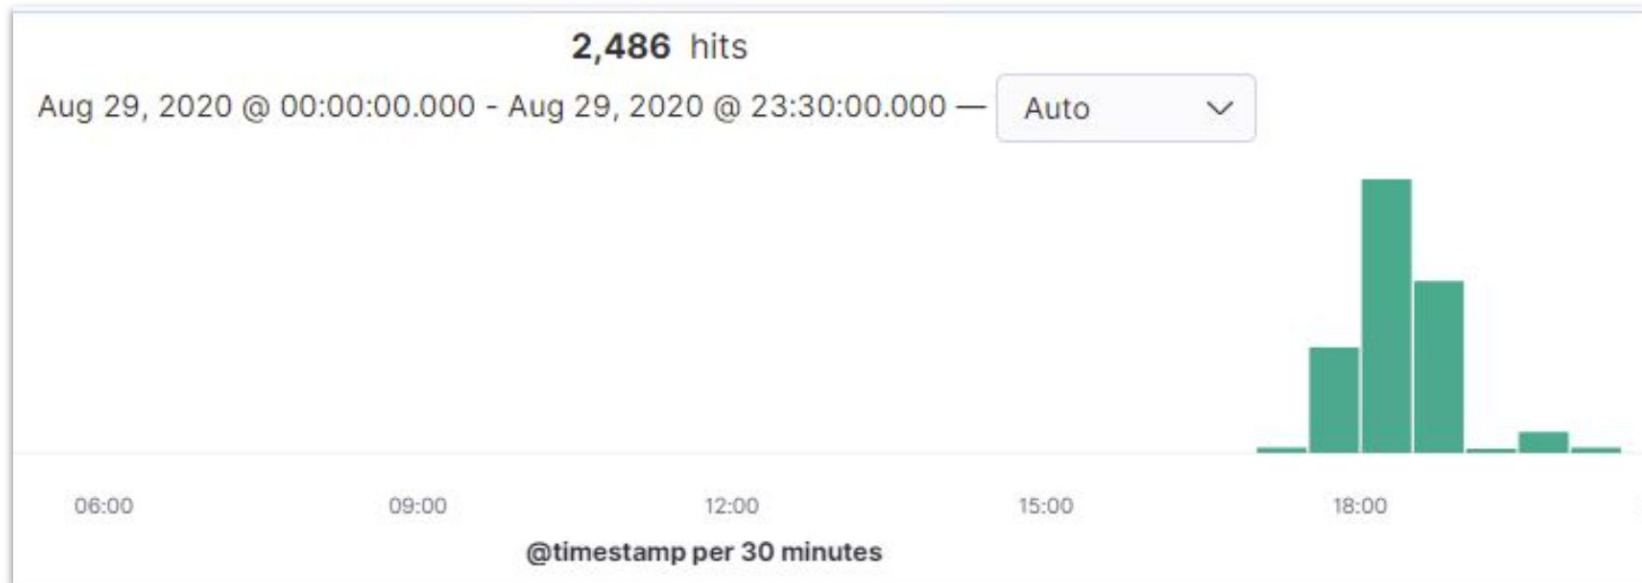 2,486 hits
Aug 29, 2020 @ 00:00:00.000 - Aug 29, 2020 @ 23:30:00.000 — Auto
06:00 09:00 12:00 15:00 18:00
@timestamp per 30 minutes